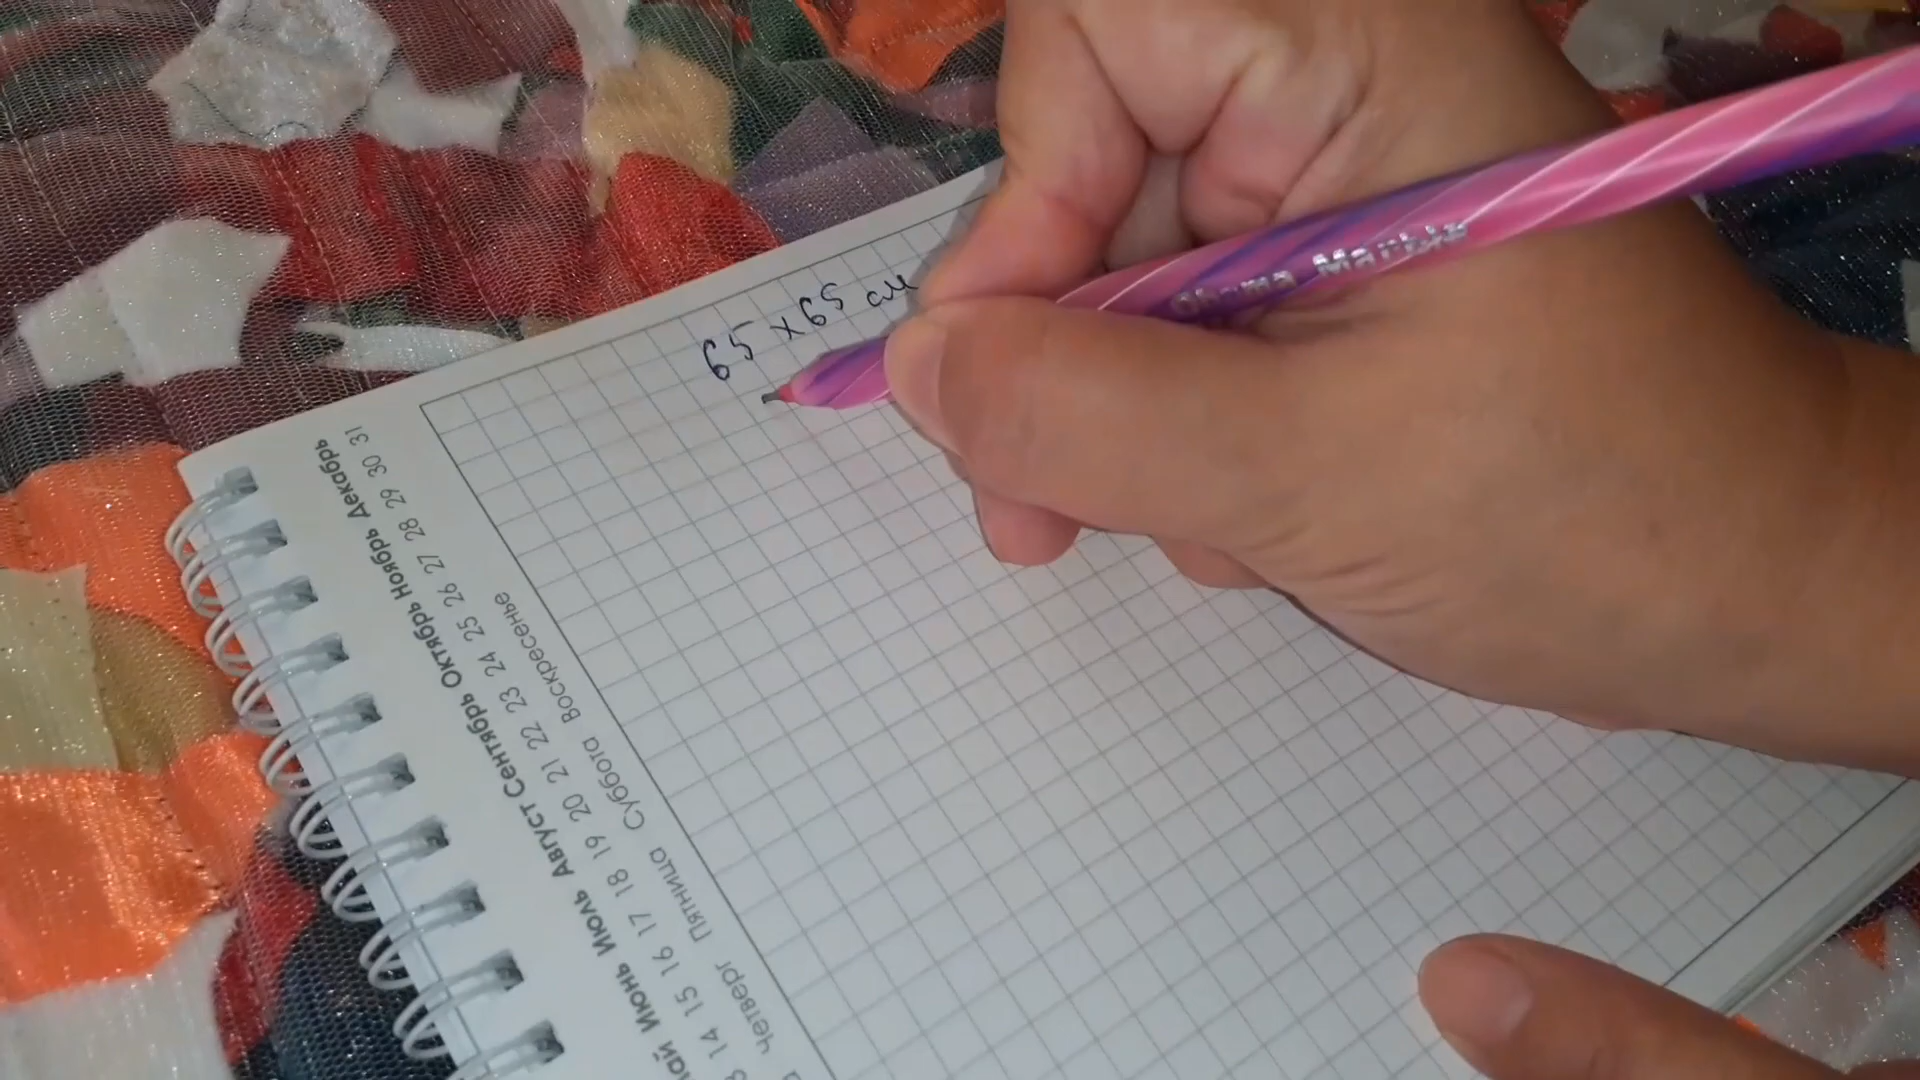 65 x 65 см
май Июнь Июль Август Сентябрь Октябрь Ноябрь Декабрь
14 15 16 17 18 19 20 21 22 23 24 25 26 27 28 29 30 31
Четверг Пятница Суббота Воскресенье